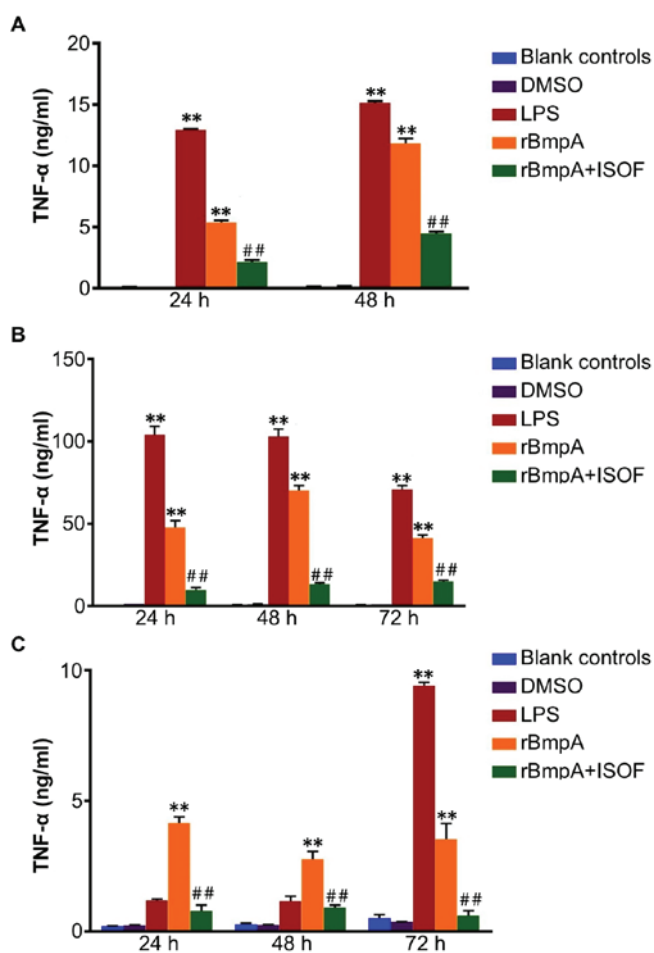 A
TNF-α (ng/ml)
20
15
10
5
0
**
**
##
**
**
##
24 h
48 h
Blank controls
DMSO
LPS
rBmpA
rBmpA+ISOF
B
TNF-α (ng/ml)
150
100
50
0
**
**
##
**
**
##
**
**
##
24 h
48 h
72 h
Blank controls
DMSO
LPS
rBmpA
rBmpA+ISOF
C
TNF-α (ng/ml)
10
5
0
**
##
**
##
**
**
##
24 h
48 h
72 h
Blank controls
DMSO
LPS
rBmpA
rBmpA+ISOF